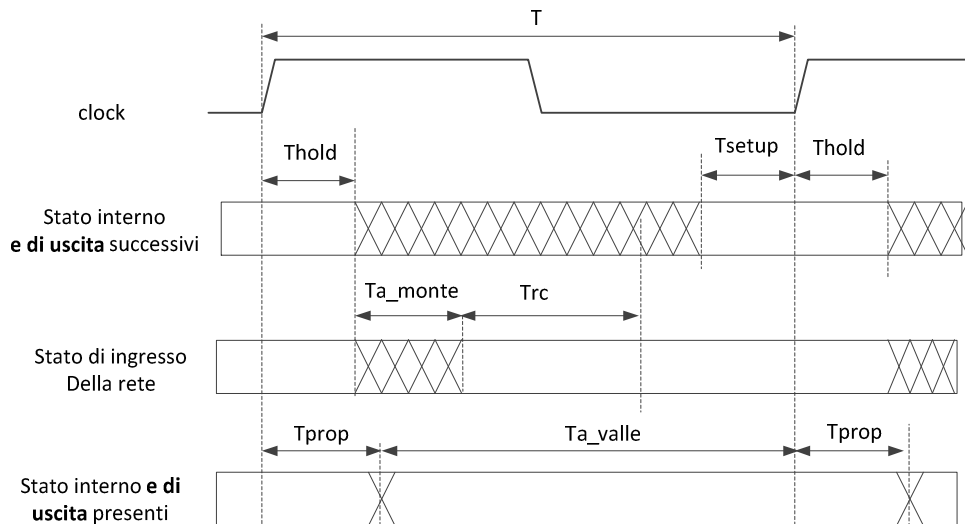 T
clock
Thold
Tsetup
Thold
Stato interno
e di uscita successivi
Ta_monte
Trc
Stato di ingresso
Della rete
Tprop
Ta_valle
Tprop
Stato interno e di
uscita presenti